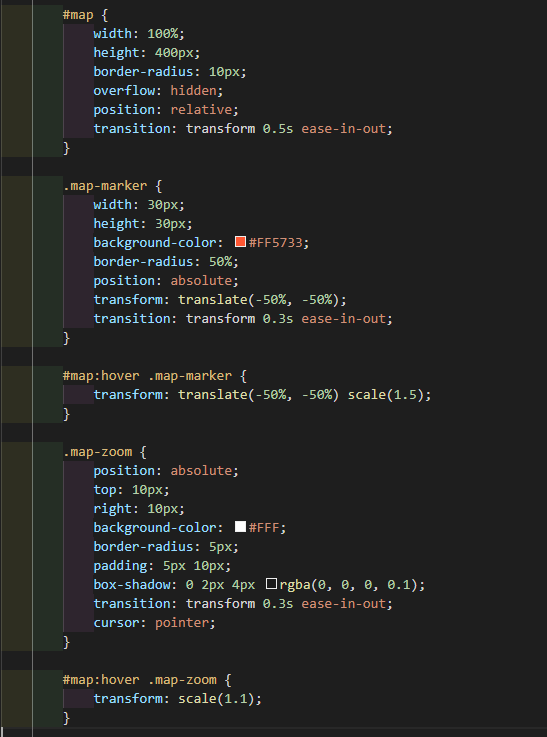 #map {
width: 100%;
height: 400px;
border-radius: 10px;
overflow: hidden;
position: relative;
transition: transform 0.5s ease-in-out;
}
.map-marker {
width: 30px;
height: 30px;
background-color: #FF5733;
border-radius: 50%;
position: absolute;
transform: translate(-50%, -50%);
transition: transform 0.3s ease-in-out;
}
#map:hover .map-marker {
transform: translate(-50%, -50%) scale(1.5);
}
.map-zoom {
position: absolute;
top: 10px;
right: 10px;
background-color: #FFF;
border-radius: 5px;
padding: 5px 10px;
box-shadow: 0 2px 4px rgba(0, 0, 0, 0.1);
transition: transform 0.3s ease-in-out;
cursor: pointer;
}
#map:hover .map-zoom {
transform: scale(1.1);
}